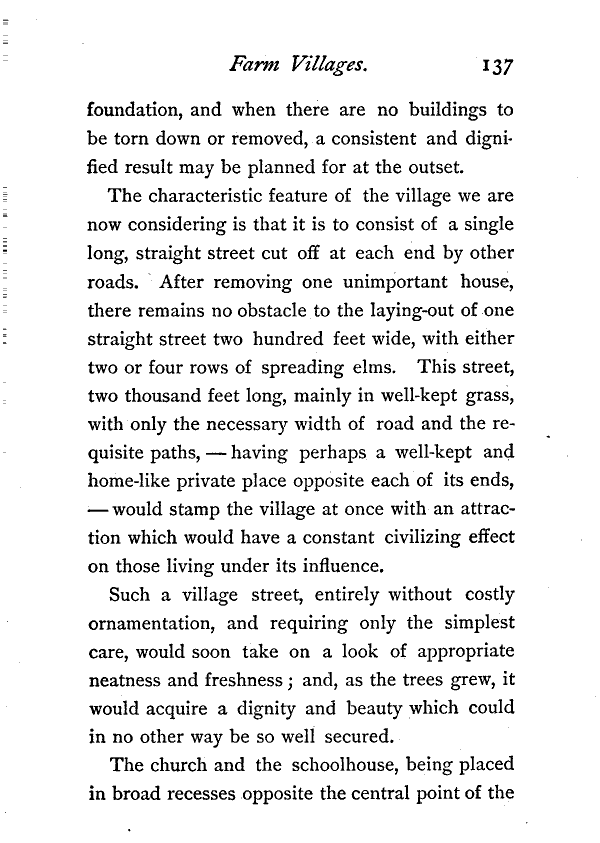 Farm Villages. 137
foundation, and when there are no buildings to
be torn down or removed, a consistent and digni-
fied result may be planned for at the outset.
The characteristic feature of the village we are
now considering is that it is to consist of a single
long, straight street cut off at each end by other
roads. After removing one unimportant house,
there remains no obstacle to the laying-out of one
straight street two hundred feet wide, with either
two or four rows of spreading elms. This street,
two thousand feet long, mainly in well-kept grass,
with only the necessary width of road and the re-
quisite paths, — having perhaps a well-kept and
home-like private place opposite each of its ends,
— would stamp the village at once with an attrac-
tion which would have a constant civilizing effect
on those living under its influence.
Such a village street, entirely without costly
ornamentation, and requiring only the simplest
care, would soon take on a look of appropriate
neatness and freshness ; and, as the trees grew, it
would acquire a dignity and beauty which could
in no other way be so well secured.
The church and the schoolhouse, being placed
in broad recesses opposite the central point of the